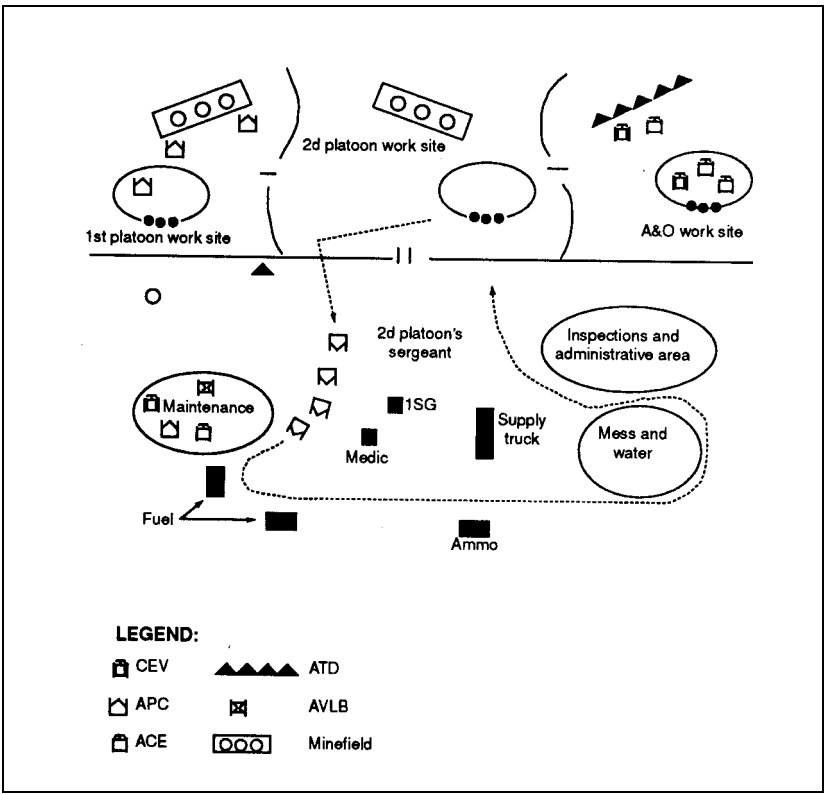 2d platoon work site
1st platoon work site
A&O work site
2d platoon's
sergeant
Inspections and
administrative area
Maintenance
1SG
Supply
truck
Medic
Mess and
water
Fuel
Ammo
LEGEND:
CEV
ATD
APC
AVLB
ACE
Minefield